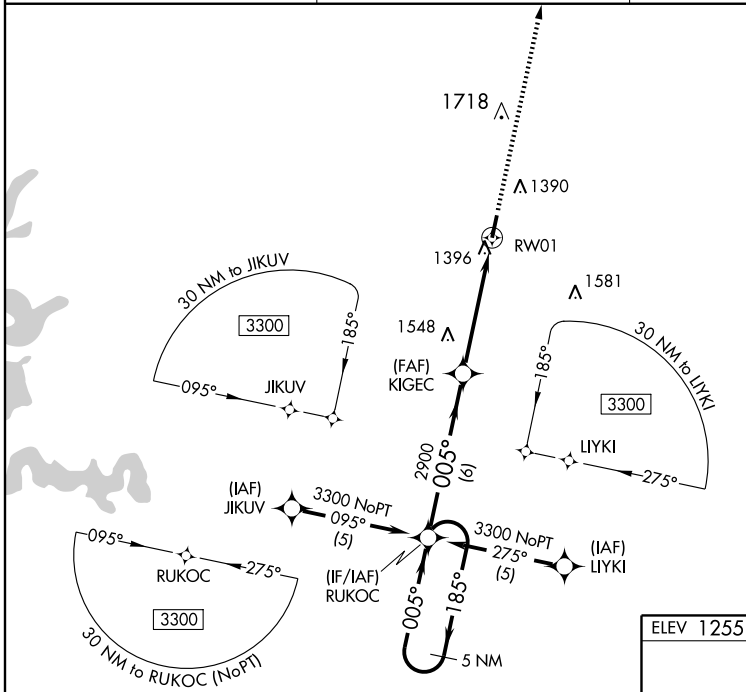 1718
1390
RW01
1396
1581
30 NM to JIKUV
3300
185°
095°
JIKUV
1548
(FAF)
KIGEC
30 NM to LIYKI
185°
3300
LIYKI
275°
2900
005°
(6)
(IAF)
JIKUV
3300 NoPT
095°
(5)
3300 NoPT
275°
(5)
(IAF)
LIYKI
(IF/IAF)
RUKOC
095°
275°
RUKOC
3300
30 NM to RUKOC (NoPT)
005°
185°
5 NM
ELEV 1255